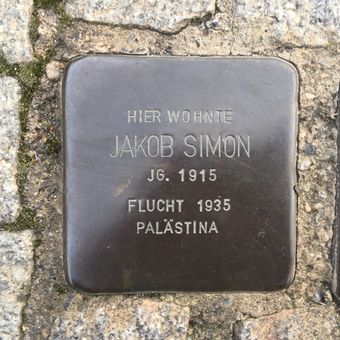 HIER WOHNTE
JAKOB SIMON
JG. 1915
FLUCHT 1935
PALÄSTINA